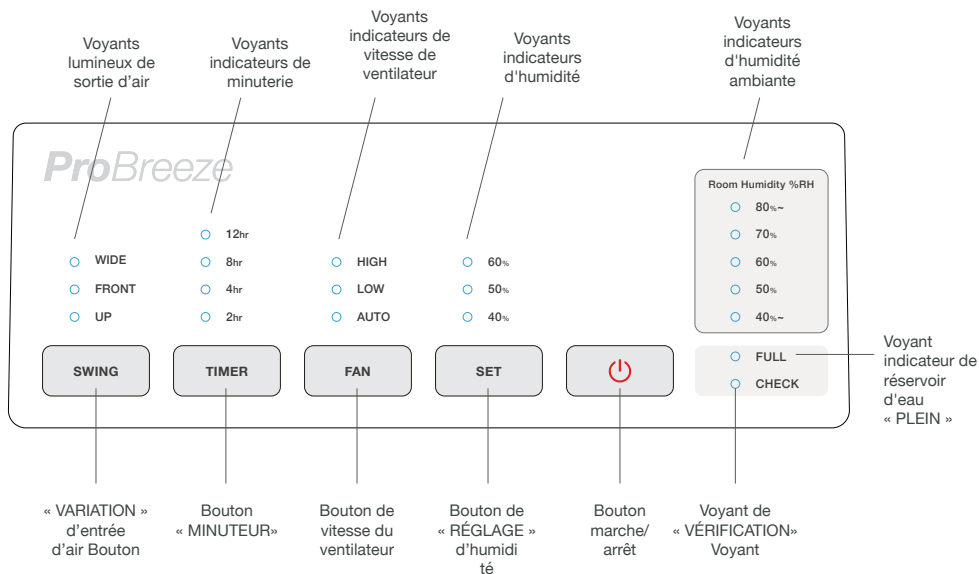 Voyants
lumineux de
sortie d’air
Voyants
indicateurs de
minuterie
Voyants
indicateurs de
vitesse de
ventilateur
Voyants
indicateurs
d'humidité
Voyants
indicateurs
d'humidité
ambiante
ProBreeze
WIDE
FRONT
UP
SWING
12hr
8hr
4hr
2hr
TIMER
HIGH
LOW
AUTO
FAN
60%
50%
40%
SET
Room Humidity %RH
80%~
70%
60%
50%
40%~
FULL
CHECK
Voyant
indicateur de
réservoir
d'eau
« PLEIN »
« VARIATION »
d’entrée
d’air Bouton
Bouton
« MINUTEUR»
Bouton de
vitesse du
ventilateur
Bouton de
« RÉGLAGE »
d’humidi
té
Bouton
marche/
arrêt
Voyant de
« VÉRIFICATION»
Voyant